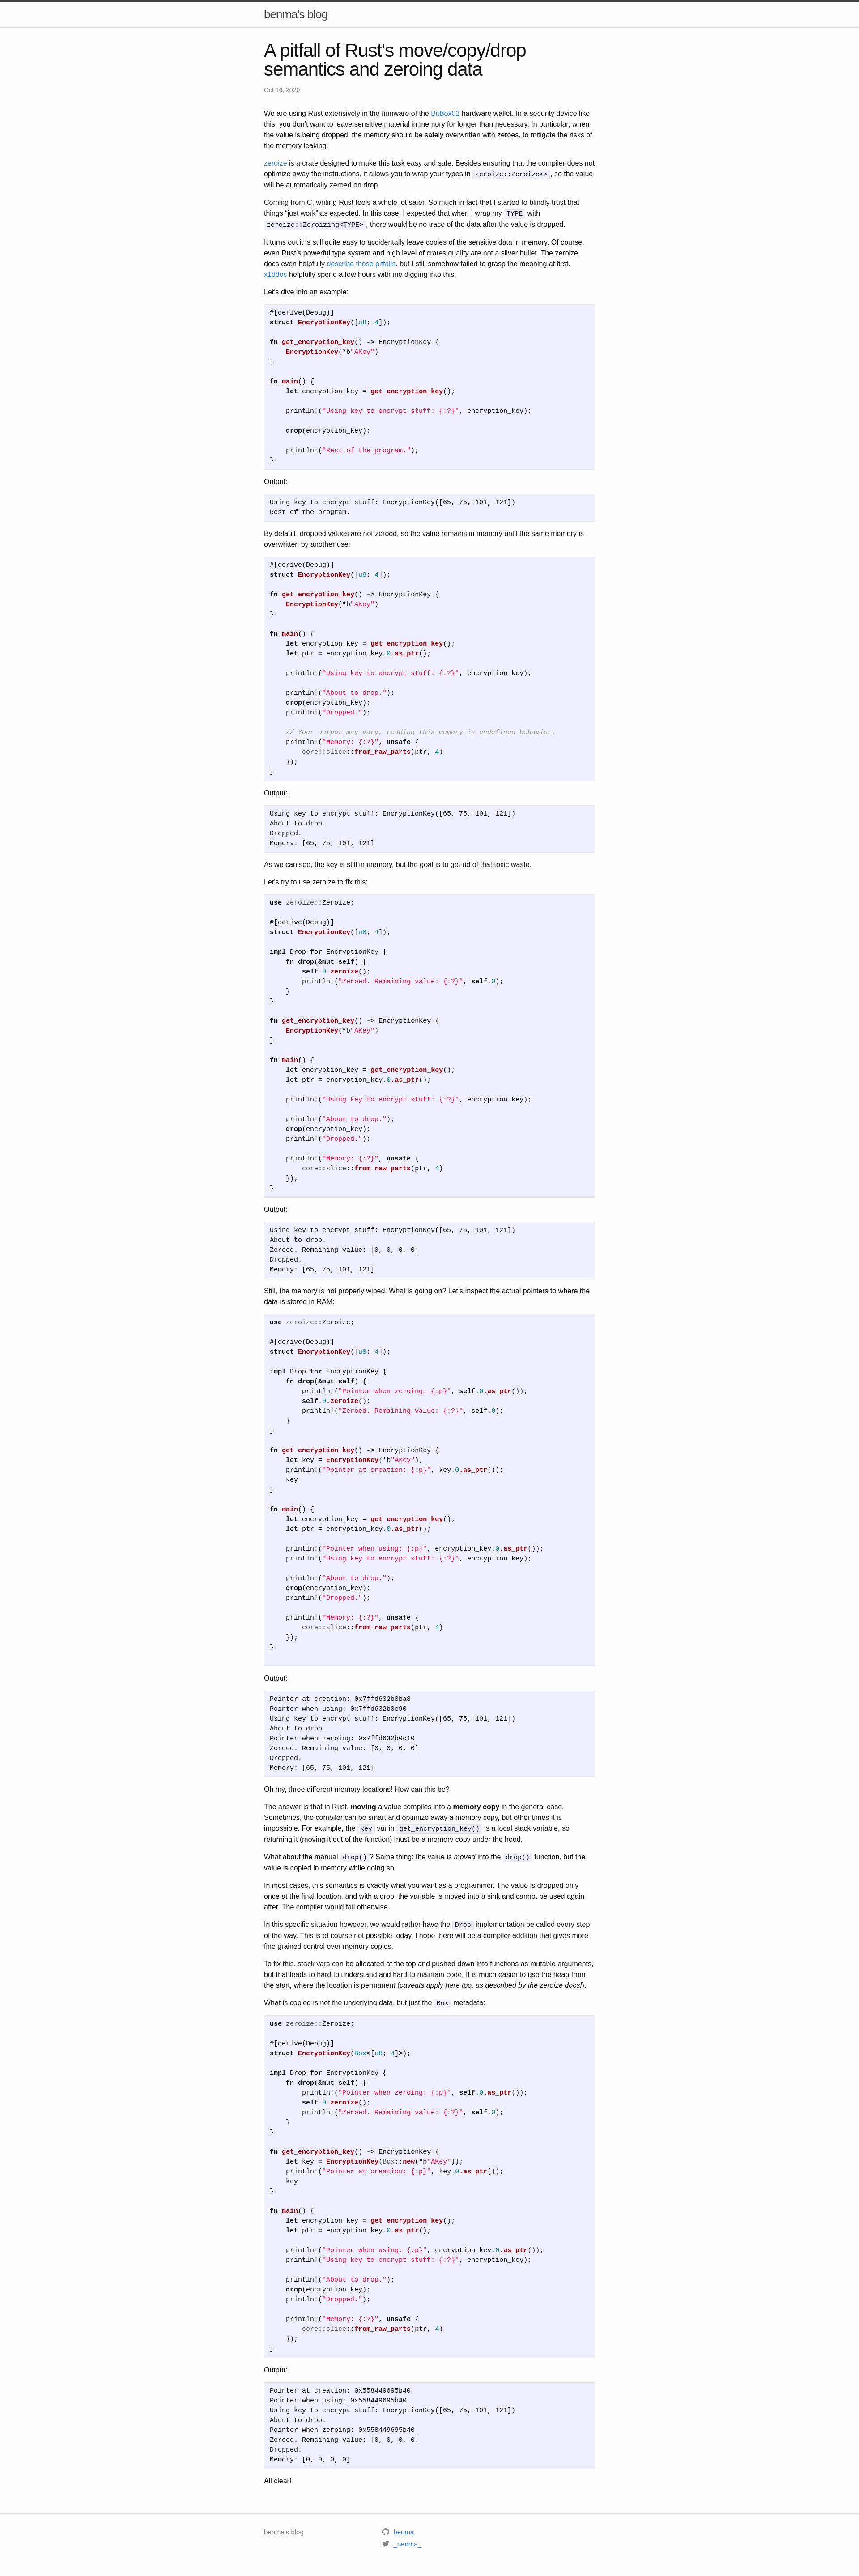 benma's blog
A pitfall of Rust's move/copy/drop
semantics and zeroing data
Oct 16, 2020
We are using Rust extensively in the firmware of the BitBox02 hardware wallet. In a security device like
this, you don't want to leave sensitive material in memory for longer than necessary. In particular, when
the value is being dropped, the memory should be safely overwritten with zeroes, to mitigate the risks of
the memory leaking.
zeroize is a crate designed to make this task easy and safe. Besides ensuring that the compiler does not
optimize away the instructions, it allows you to wrap your types in zeroize::Zeroize<>, so the value
will be automatically zeroed on drop.
Coming from C, writing Rust feels a whole lot safer. So much in fact that I started to blindly trust that
things “just work” as expected. In this case, I expected that when I wrap my TYPE with
zeroize::Zeroizing<TYPE>, there would be no trace of the data after the value is dropped.
It turns out it is still quite easy to accidentally leave copies of the sensitive data in memory. Of course,
even Rust's powerful type system and high level of crates quality are not a silver bullet. The zeroize
docs even helpfully describe those pitfalls, but I still somehow failed to grasp the meaning at first.
x1ddos helpfully spend a few hours with me digging into this.
Let's dive into an example:
#[derive(Debug)]
struct EncryptionKey([u8; 4]);
fn get_encryption_key() -> EncryptionKey {
    EncryptionKey(*b"AKey")
}
fn main() {
    let encryption_key = get_encryption_key();
    println!("Using key to encrypt stuff: {:?}", encryption_key);
    drop(encryption_key);
    println!("Rest of the program.");
}
Output:
Using key to encrypt stuff: EncryptionKey([65, 75, 101, 121])
Rest of the program.
By default, dropped values are not zeroed, so the value remains in memory until the same memory is
overwritten by another use:
#[derive(Debug)]
struct EncryptionKey([u8; 4]);
fn get_encryption_key() -> EncryptionKey {
    EncryptionKey(*b"AKey")
}
fn main() {
    let encryption_key = get_encryption_key();
    let ptr = encryption_key.0.as_ptr();
    println!("Using key to encrypt stuff: {:?}", encryption_key);
    println!("About to drop.");
    drop(encryption_key);
    println!("Dropped.");
    // Your output may vary, reading this memory is undefined behavior.
    println!("Memory: {:?}", unsafe {
        core::slice::from_raw_parts(ptr, 4)
    });
}
Output:
Using key to encrypt stuff: EncryptionKey([65, 75, 101, 121])
About to drop.
Dropped.
Memory: [65, 75, 101, 121]
As we can see, the key is still in memory, but the goal is to get rid of that toxic waste.
Let's try to use zeroize to fix this:
use zeroize::Zeroize;
#[derive(Debug)]
struct EncryptionKey([u8; 4]);
impl Drop for EncryptionKey {
    fn drop(&mut self) {
        self.0.zeroize();
        println!("Zeroed. Remaining value: {:?}", self.0);
    }
}
fn get_encryption_key() -> EncryptionKey {
    EncryptionKey(*b"AKey")
}
fn main() {
    let encryption_key = get_encryption_key();
    let ptr = encryption_key.0.as_ptr();
    println!("Using key to encrypt stuff: {:?}", encryption_key);
    println!("About to drop.");
    drop(encryption_key);
    println!("Dropped.");
    println!("Memory: {:?}", unsafe {
        core::slice::from_raw_parts(ptr, 4)
    });
}
Output:
Using key to encrypt stuff: EncryptionKey([65, 75, 101, 121])
About to drop.
Zeroed. Remaining value: [0, 0, 0, 0]
Dropped.
Memory: [65, 75, 101, 121]
Still, the memory is not properly wiped. What is going on? Let's inspect the actual pointers to where the
data is stored in RAM:
use zeroize::Zeroize;
#[derive(Debug)]
struct EncryptionKey([u8; 4]);
impl Drop for EncryptionKey {
    fn drop(&mut self) {
        println!("Pointer when zeroing: {:p}", self.0.as_ptr());
        self.0.zeroize();
        println!("Zeroed. Remaining value: {:?}", self.0);
    }
}
fn get_encryption_key() -> EncryptionKey {
    let key = EncryptionKey(*b"AKey");
    println!("Pointer at creation: {:p}", key.0.as_ptr());
    key
}
fn main() {
    let encryption_key = get_encryption_key();
    let ptr = encryption_key.0.as_ptr();
    println!("Pointer when using: {:p}", encryption_key.0.as_ptr());
    println!("Using key to encrypt stuff: {:?}", encryption_key);
    println!("About to drop.");
    drop(encryption_key);
    println!("Dropped.");
    println!("Memory: {:?}", unsafe {
        core::slice::from_raw_parts(ptr, 4)
    });
}
Output:
Pointer at creation: 0x7ffd632b0ba8
Pointer when using: 0x7ffd632b0c90
Using key to encrypt stuff: EncryptionKey([65, 75, 101, 121])
About to drop.
Pointer when zeroing: 0x7ffd632b0c10
Zeroed. Remaining value: [0, 0, 0, 0]
Dropped.
Memory: [65, 75, 101, 121]
Oh my, three different memory locations! How can this be?
The answer is that in Rust, moving a value compiles into a memory copy in the general case.
Sometimes, the compiler can be smart and optimize away a memory copy, but other times it is
impossible. For example, the key var in get_encryption_key() is a local stack variable, so
returning it (moving it out of the function) must be a memory copy under the hood.
What about the manual drop()? Same thing: the value is moved into the drop() function, but the
value is copied in memory while doing so.
In most cases, this semantics is exactly what you want as a programmer. The value is dropped only
once at the final location, and with a drop, the variable is moved into a sink and cannot be used again
after. The compiler would fail otherwise.
In this specific situation however, we would rather have the Drop implementation be called every step
of the way. This is of course not possible today. I hope there will be a compiler addition that gives more
fine grained control over memory copies.
To fix this, stack vars can be allocated at the top and pushed down into functions as mutable arguments,
but that leads to hard to understand and hard to maintain code. It is much easier to use the heap from
the start, where the location is permanent (caveats apply here too, as described by the zeroize docs!).
What is copied is not the underlying data, but just the Box metadata:
use zeroize::Zeroize;
#[derive(Debug)]
struct EncryptionKey(Box<[u8; 4]>);
impl Drop for EncryptionKey {
    fn drop(&mut self) {
        println!("Pointer when zeroing: {:p}", self.0.as_ptr());
        self.0.zeroize();
        println!("Zeroed. Remaining value: {:?}", self.0);
    }
}
fn get_encryption_key() -> EncryptionKey {
    let key = EncryptionKey(Box::new(*b"AKey"));
    println!("Pointer at creation: {:p}", key.0.as_ptr());
    key
}
fn main() {
    let encryption_key = get_encryption_key();
    let ptr = encryption_key.0.as_ptr();
    println!("Pointer when using: {:p}", encryption_key.0.as_ptr());
    println!("Using key to encrypt stuff: {:?}", encryption_key);
    println!("About to drop.");
    drop(encryption_key);
    println!("Dropped.");
    println!("Memory: {:?}", unsafe {
        core::slice::from_raw_parts(ptr, 4)
    });
}
Output:
Pointer at creation: 0x558449695b40
Pointer when using: 0x558449695b40
Using key to encrypt stuff: EncryptionKey([65, 75, 101, 121])
About to drop.
Pointer when zeroing: 0x558449695b40
Zeroed. Remaining value: [0, 0, 0, 0]
Dropped.
Memory: [0, 0, 0, 0]
All clear!
benma's blog
benma
_benma_